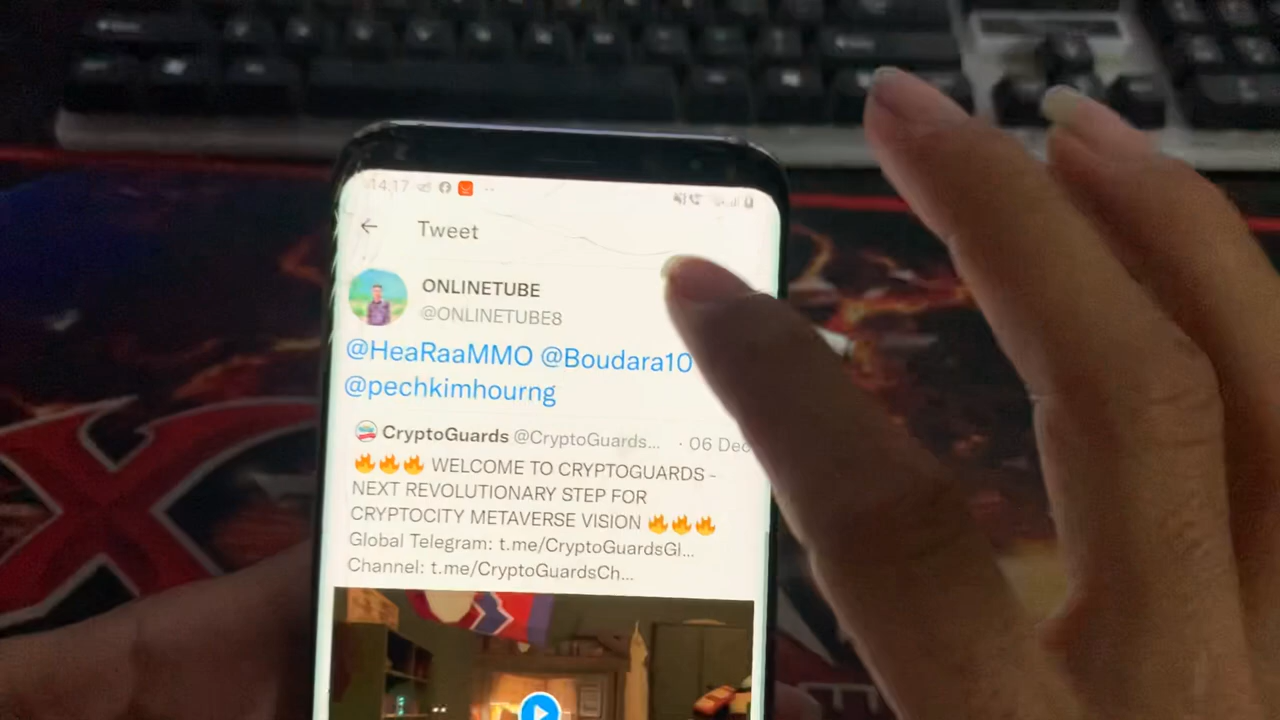 14.17
Tweet
ONLINETUBE
@ONLINETUBE8
@HeaRaaMMO @Boudara10
@pechkimhourng
CryptoGuards @CryptoGuards... · 06 Dec
🔥🔥🔥 WELCOME TO CRYPTOGUARDS -
NEXT REVOLUTIONARY STEP FOR
CRYPTOCITY METAVERSE VISION 🔥🔥🔥
Global Telegram: t.me/CryptoGuardsGl...
Channel: t.me/CryptoGuardsCh...